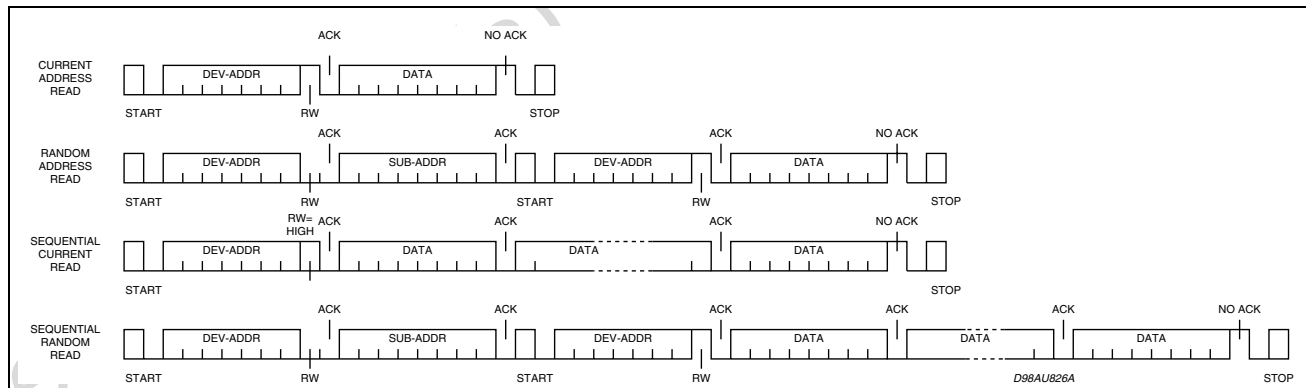 ACK NO ACK
CURRENT
ADDRESS
READ
DEV-ADDR DATA
START RW STOP
ACK ACK ACK NO ACK
RANDOM
ADDRESS
READ
DEV-ADDR SUB-ADDR DEV-ADDR DATA
START RW START RW STOP
RW=
HIGH
ACK ACK ACK NO ACK
SEQUENTIAL
CURRENT
READ
DEV-ADDR DATA DATA DATA
START STOP
ACK ACK ACK ACK ACK NO ACK
SEQUENTIAL
RANDOM
READ
DEV-ADDR SUB-ADDR DEV-ADDR DATA DATA DATA
START RW START RW D98AU826A STOP